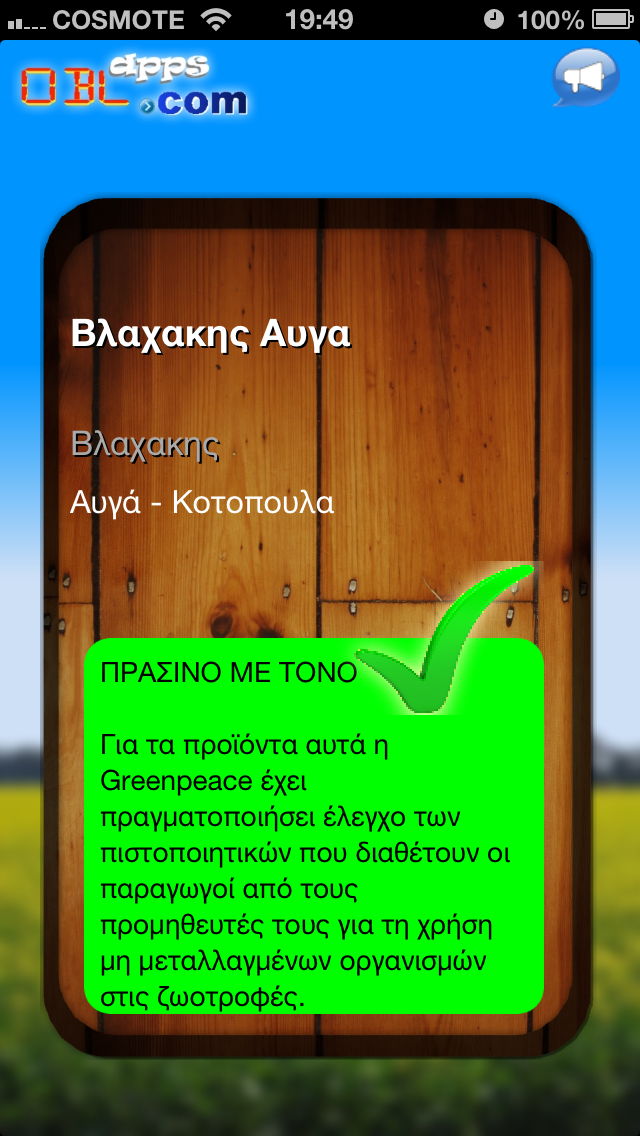 COSMOTE 19:49 100%
OBL apps
.com
Βλαχακης Αυγα
Βλαχακης
Αυγά - Κοτοπουλα
ΠΡΑΣΙΝΟ ΜΕ ΤΟΝΟ
Για τα προϊόντα αυτά η
Greenpeace έχει
πραγματοποιήσει έλεγχο των
πιστοποιητικών που διαθέτουν οι
παραγωγοί από τους
προμηθευτές τους για τη χρήση
μη μεταλλαγμένων οργανισμών
στις ζωοτροφές.